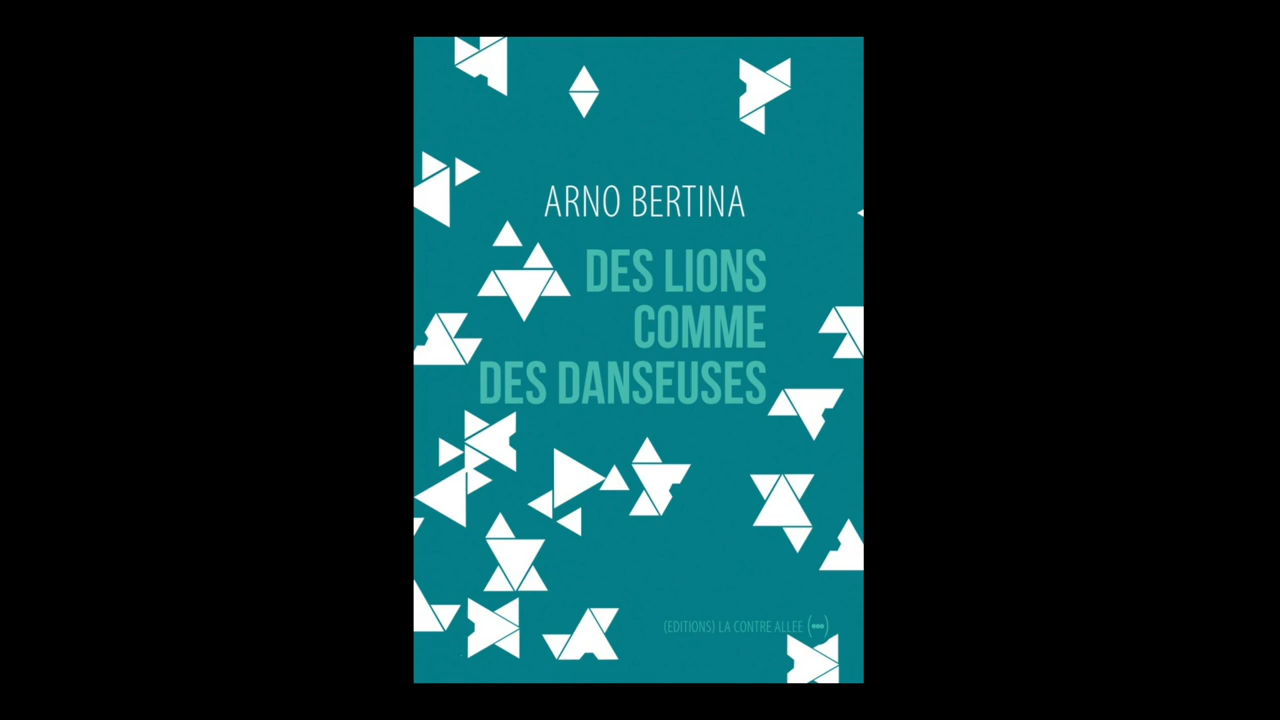 ARNO BERTINA
DES LIONS
COMME
DES DANSEUSES
(EDITIONS) LA CONTRE ALLEE (•••)